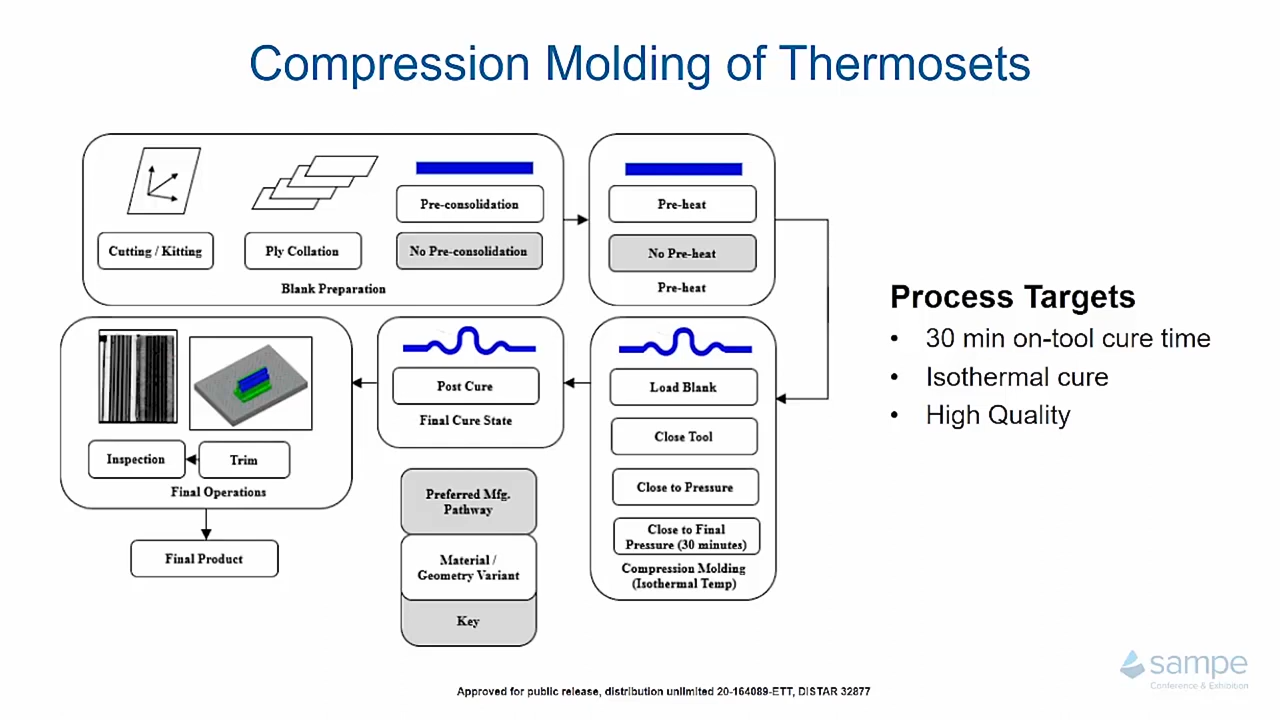 Compression Molding of Thermosets
Pre-consolidation
Cutting / Kitting
Ply Collation
No Pre-consolidation
Blank Preparation
Pre-heat
No Pre-heat
Pre-heat
Process Targets
• 30 min on-tool cure time
• Isothermal cure
• High Quality
Load Blank
Close Tool
Close to Pressure
Close to Final
Pressure (30 minutes)
Compression Molding
(Isothermal Temp)
Post Cure
Final Cure State
Inspection
Trim
Final Operations
Final Product
Preferred Mfg.
Pathway
Material /
Geometry Variant
Key
sampe
Conference & Exhibition
Approved for public release, distribution unlimited 20-164089-ETT, DISTAR 32877